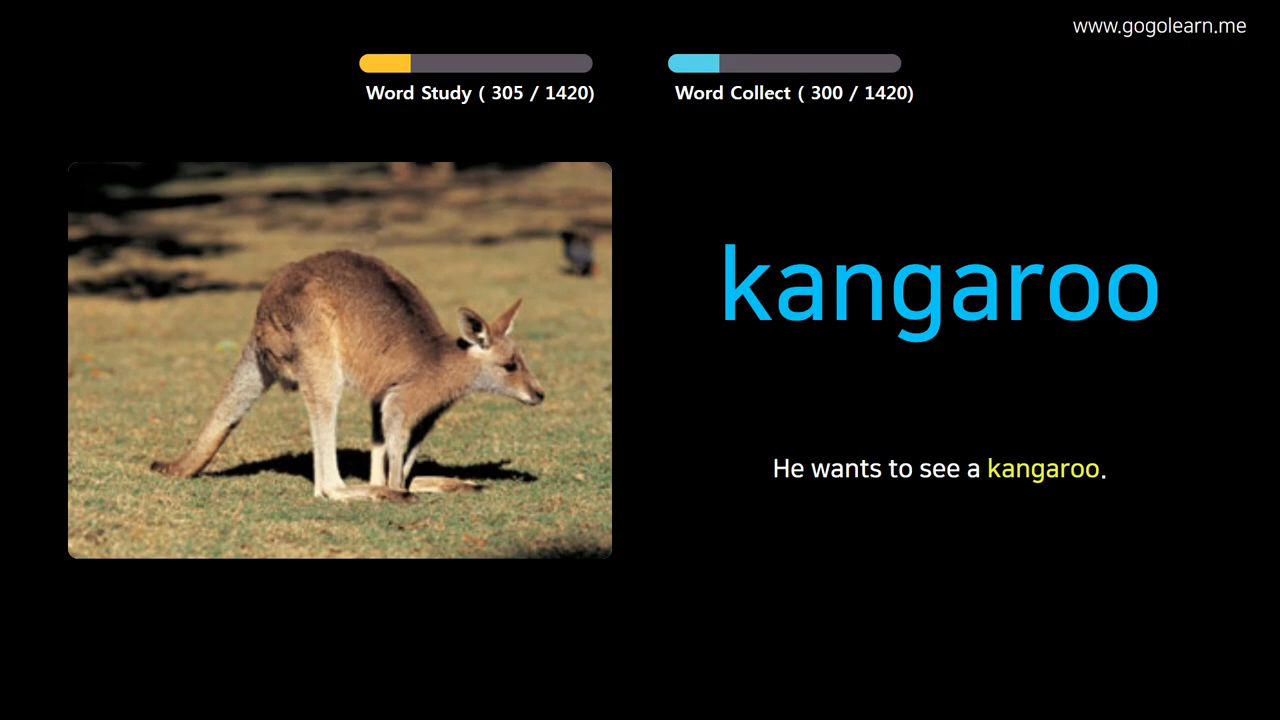 www.gogolearn.me
Word Study ( 305 / 1420)
Word Collect ( 300 / 1420)
kangaroo
He wants to see a kangaroo.